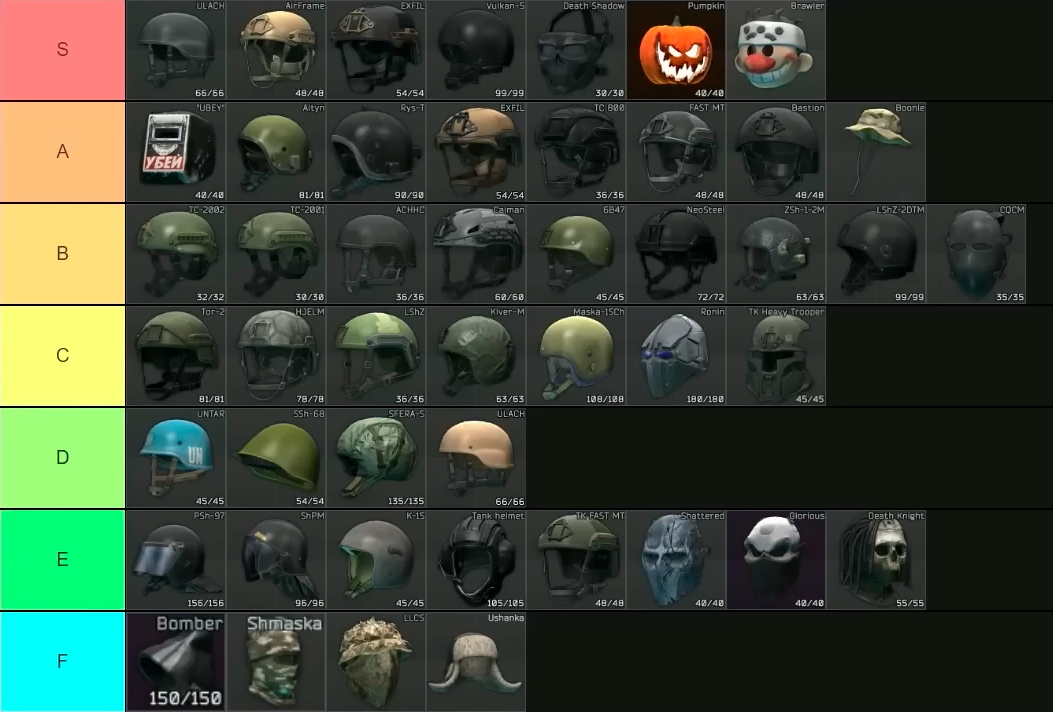 S
ULACH
66/66
AirFrame
48/48
EXFIL
54/54
Vulkan-5
99/99
Death Shadow
30/30
Pumpkin
40/40
Brawler
A
"UBEY"
УБЕЙ
40/40
Altyn
81/81
Rys-T
90/90
EXFIL
54/54
TC 800
36/36
FAST MT
48/48
Bastion
48/48
Boonie
B
TC-2002
32/32
TC-2001
30/30
ACHHC
36/36
Caiman
60/60
6B47
45/45
NeoSteel
72/72
ZSh-1-2M
63/63
LShZ-2DTM
99/99
CQCM
35/35
C
Tor-2
81/81
HJELM
78/78
LShZ
36/36
Kiver-M
63/63
Maska-1SCh
108/108
Ronin
180/180
TK Heavy Trooper
45/45
D
UNTAR
UN
45/45
SSh-68
54/54
SFERA-S
135/135
ULACH
66/66
E
PSh-97
156/156
ShPM
96/96
K-1S
45/45
Tank helmet
105/105
TK FAST MT
48/48
Shattered
40/40
Glorious
40/40
Death Knight
55/55
F
Bomber
150/150
Shmaska
LLCS
Ushanka